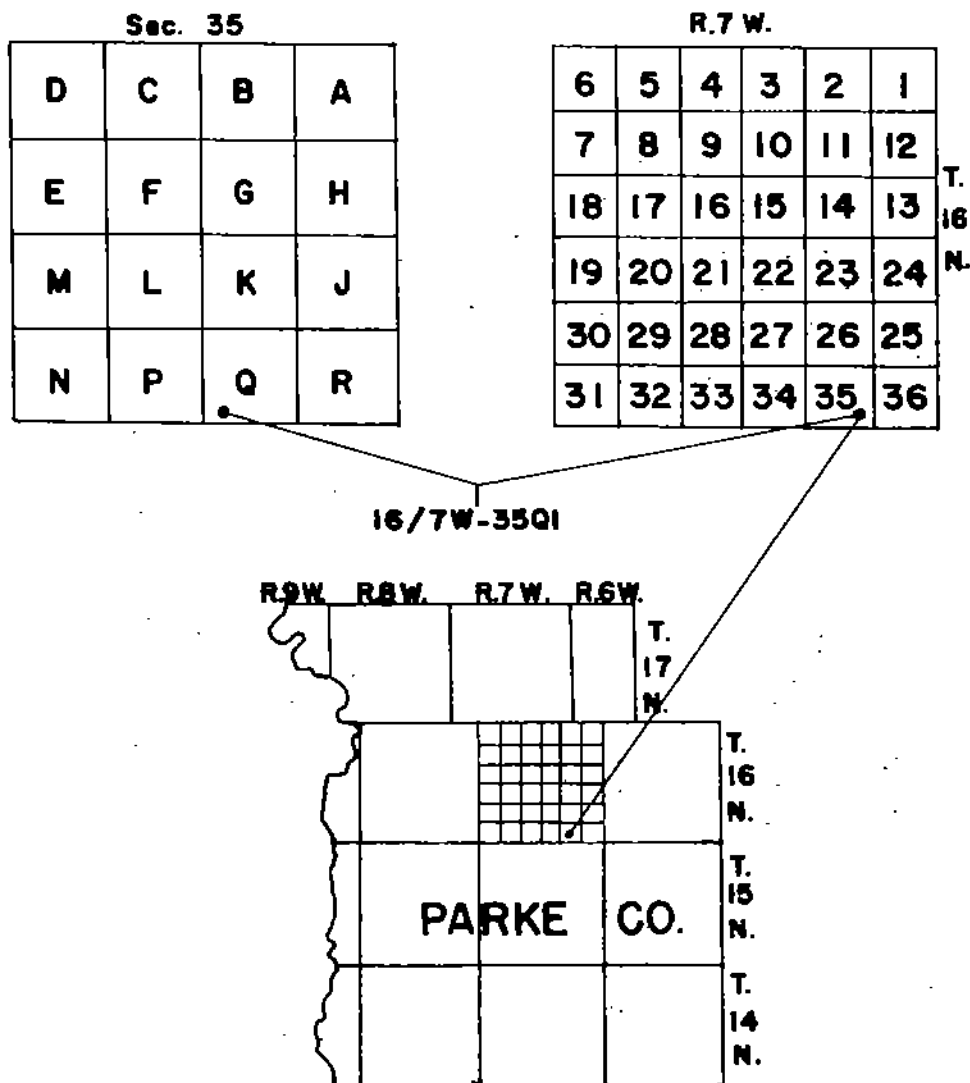 Sec. 35
D C B A
E F G H
M L K J
N P Q R
R.7 W.
6 5 4 3 2 1
7 8 9 10 11 12
18 17 16 15 14 13
19 20 21 22 23 24
30 29 28 27 26 25
31 32 33 34 35 36
T.
16
N.
16/7W-35Q1
R.9W. R.8W. R.7W. R.6W.
T.
17
N.
T.
16
N.
T.
15
N.
PARKE CO.
T.
14
N.